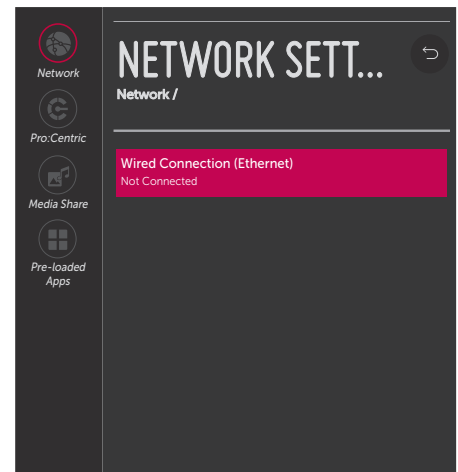 Network
Pro:Centric
Media Share
Pre-loaded
Apps
NETWORK SETT...
Network /
Wired Connection (Ethernet)
Not Connected